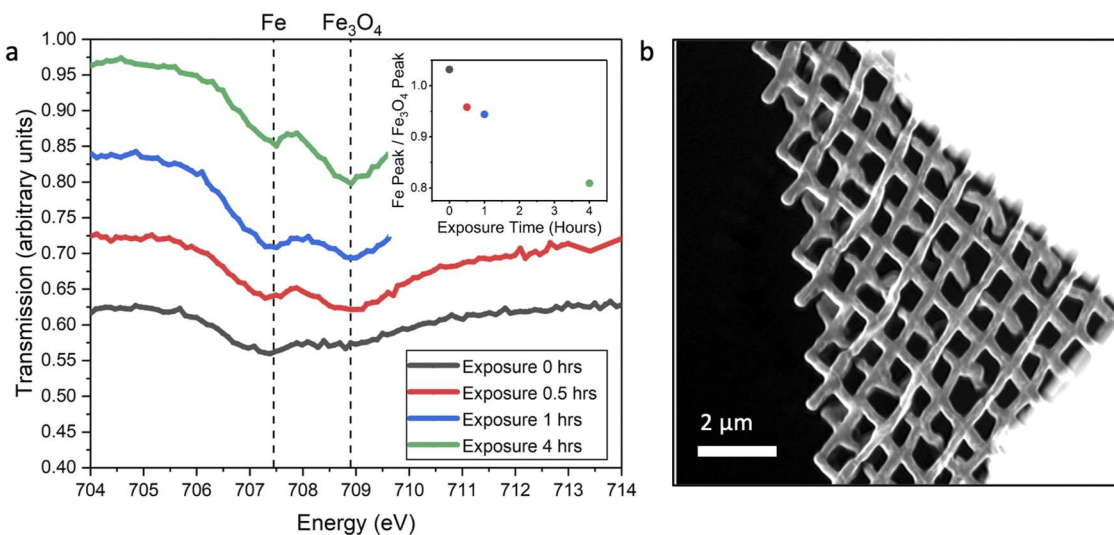 a
Fe
Fe₃O₄
1.00
0.95
0.90
0.85
0.80
0.75
0.70
0.65
0.60
0.55
0.50
0.45
0.40
Transmission (arbitrary units)
704 705 706 707 708 709 710 711 712 713 714
Energy (eV)
Fe Peak / Fe₃O₄ Peak
1.0
0.9
0.8
0 1 2 3 4
Exposure Time (Hours)
Exposure 0 hrs
Exposure 0.5 hrs
Exposure 1 hrs
Exposure 4 hrs
b
2 μm